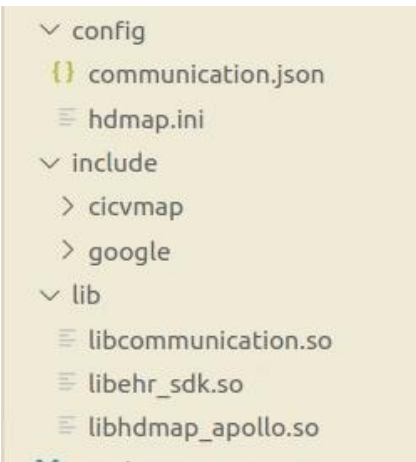 config
{} communication.json
hdmap.ini
include
cicvmap
google
lib
libcommunication.so
libehr_sdk.so
libhdmap_apollo.so